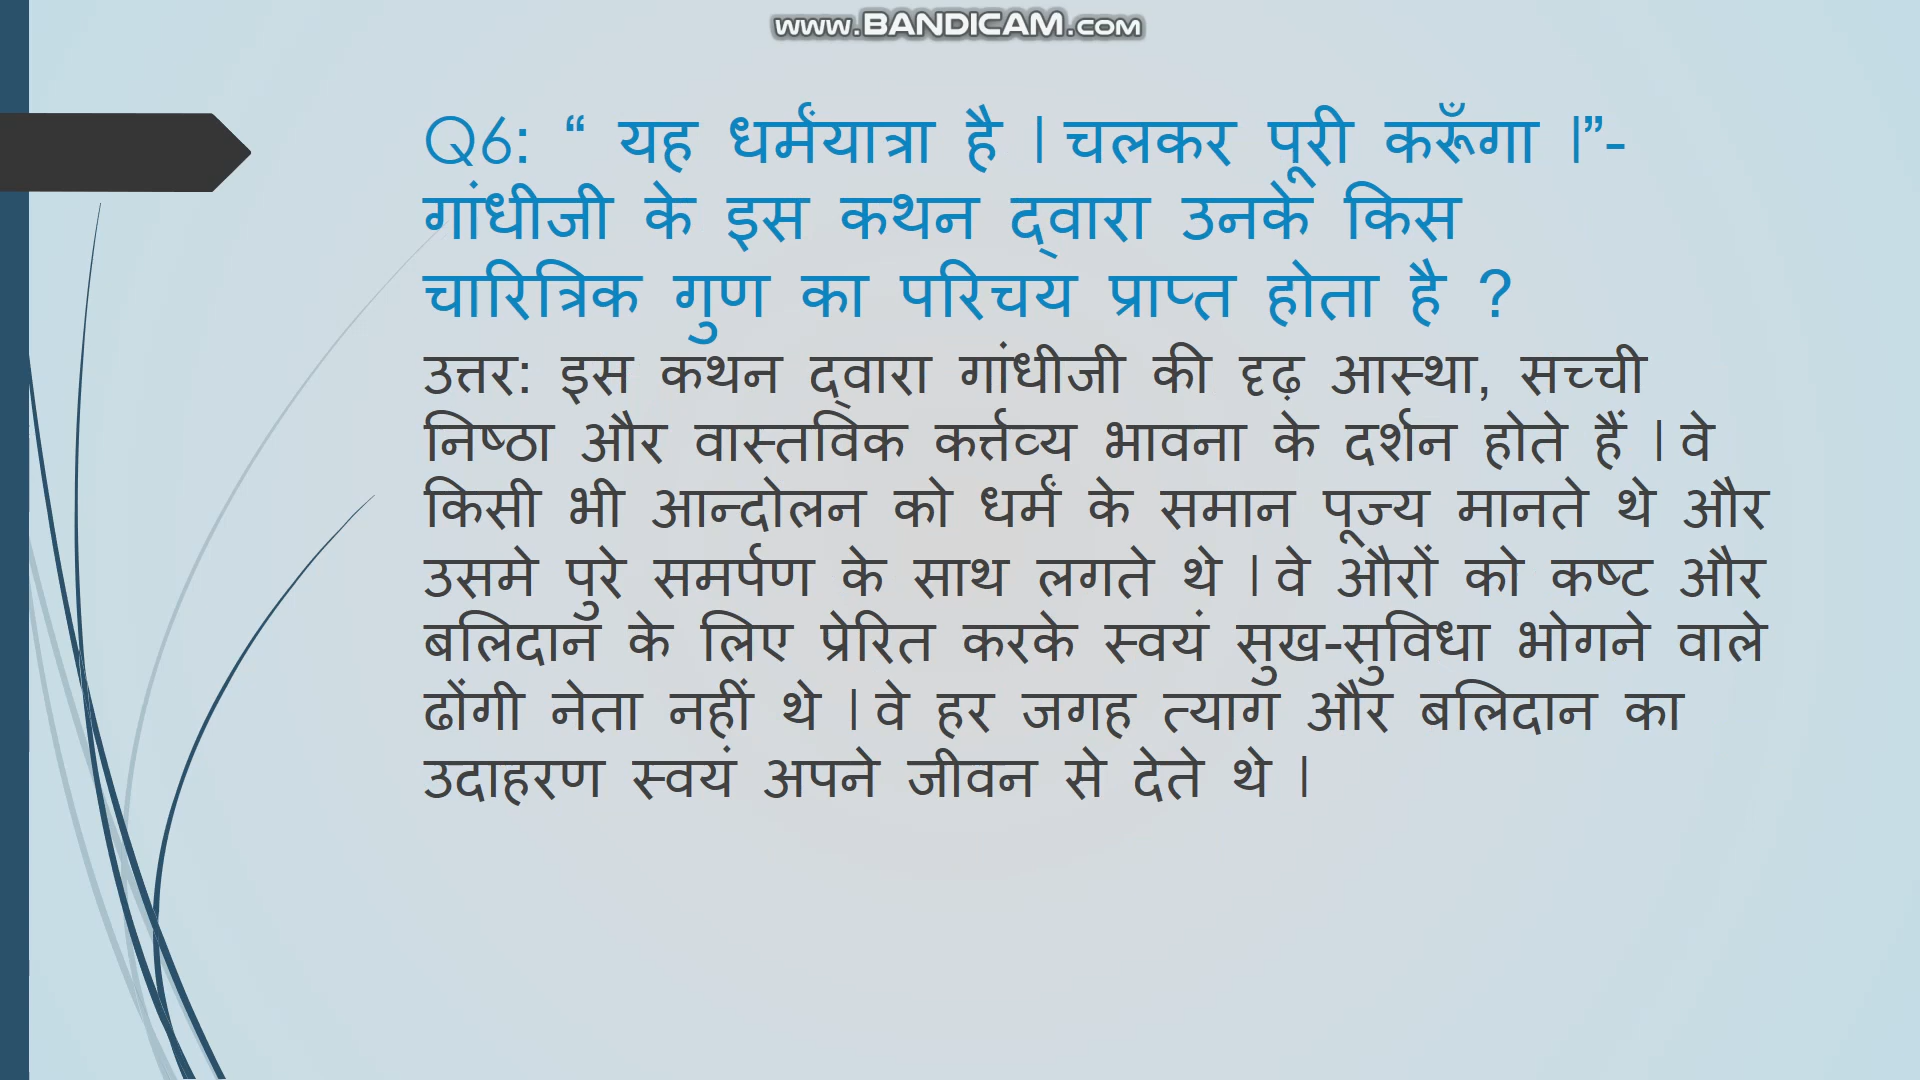 www.BANDICAM.com
Q6: “ यह धर्मयात्रा है । चलकर पूरी करूँगा ।”-
गांधीजी के इस कथन द्वारा उनके किस
चारित्रिक गुण का परिचय प्राप्त होता है ?
उत्तर: इस कथन द्वारा गांधीजी की दृढ़ आस्था, सच्ची
निष्ठा और वास्तविक कर्त्तव्य भावना के दर्शन होते हैं । वे
किसी भी आन्दोलन को धर्मं के समान पूज्य मानते थे और
उसमे पुरे समर्पण के साथ लगते थे । वे औरों को कष्ट और
बलिदान के लिए प्रेरित करके स्वयं सुख-सुविधा भोगने वाले
ढोंगी नेता नहीं थे । वे हर जगह त्याग और बलिदान का
उदाहरण स्वयं अपने जीवन से देते थे ।